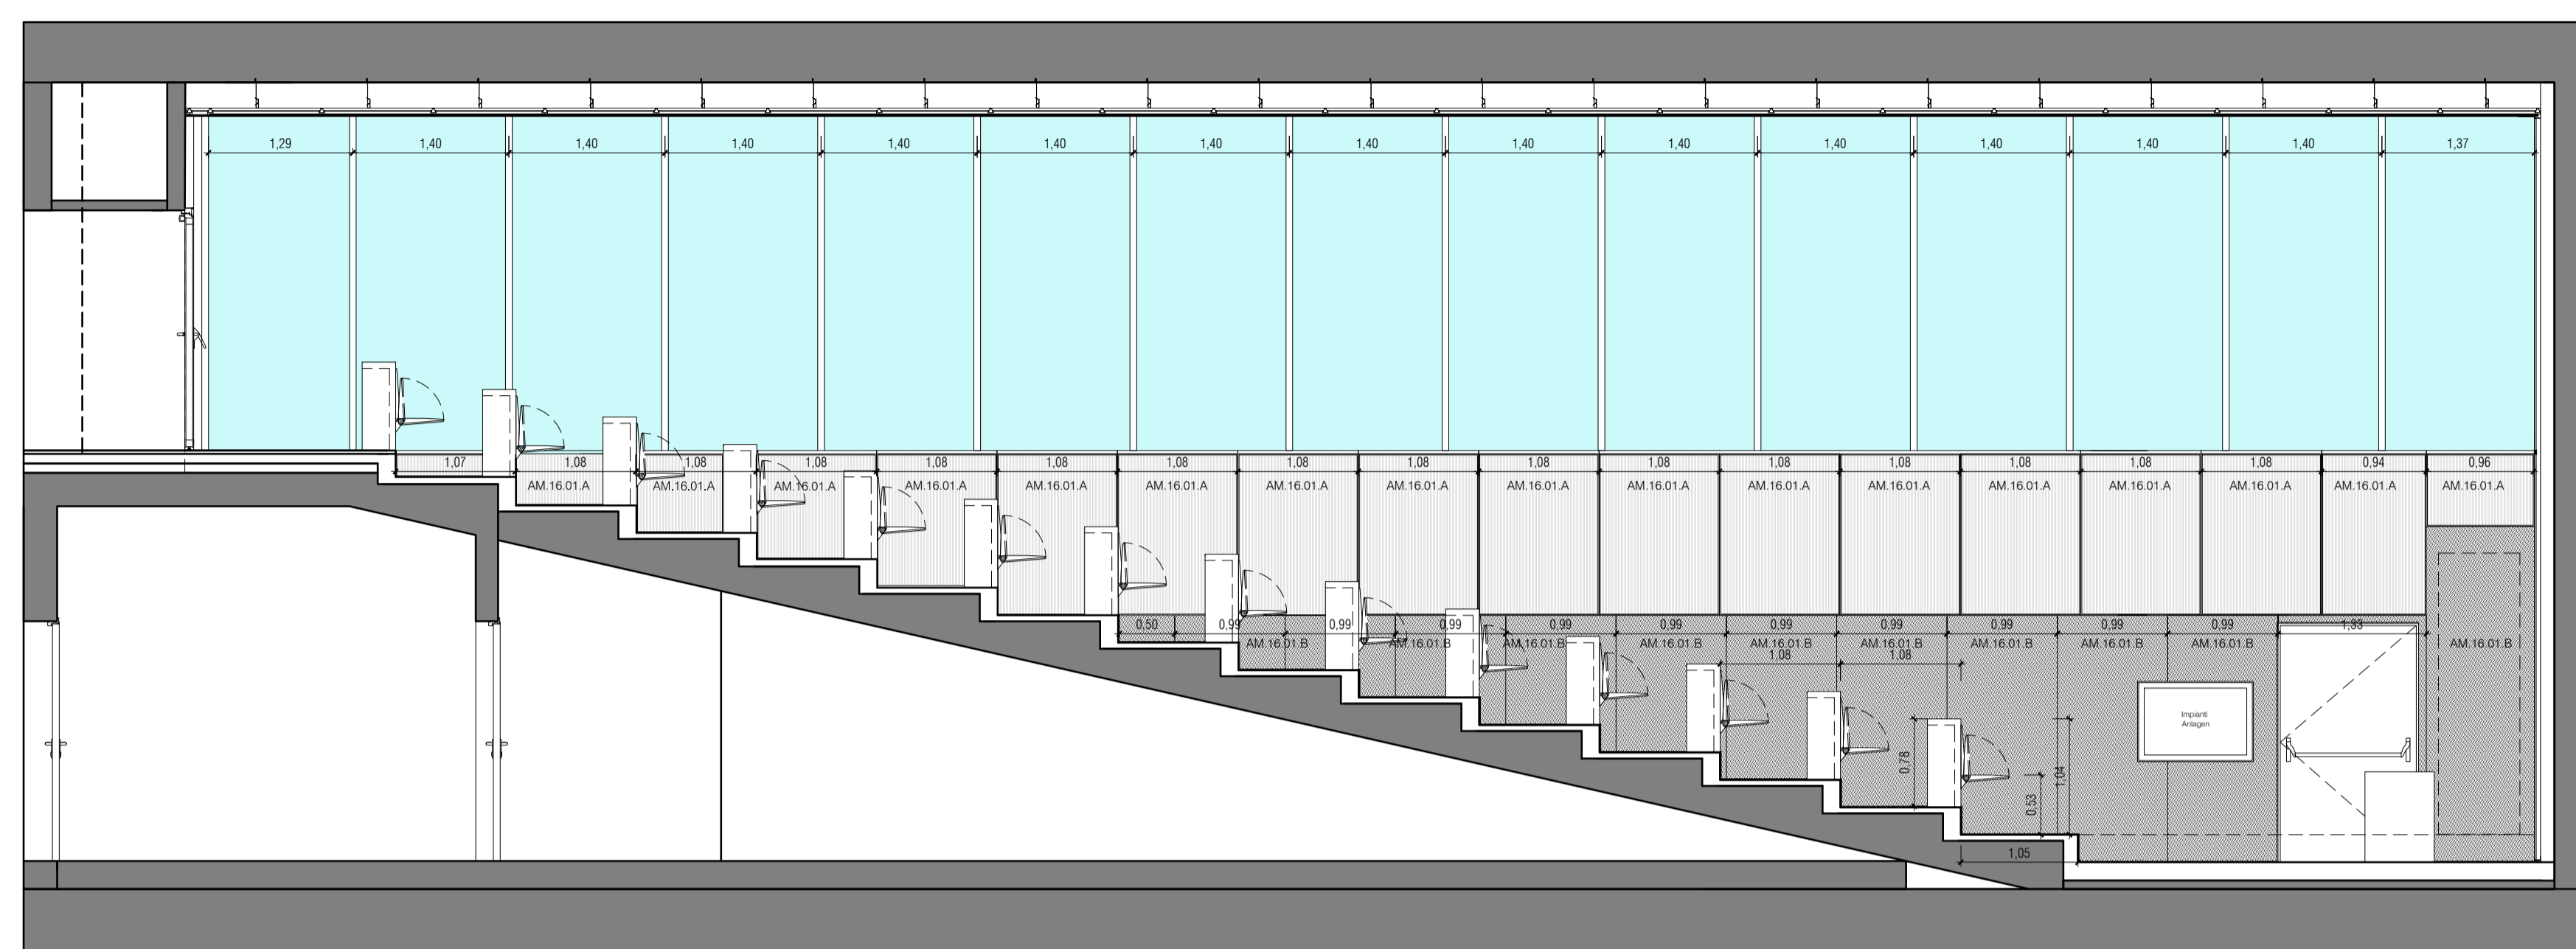 1,29 1,40 1,40 1,40 1,40 1,40 1,40 1,40 1,40 1,40 1,40 1,40 1,40 1,40 1,37
1,07 1,08 1,08 1,08 1,08 1,08 1,08 1,08 1,08 1,08 1,08 1,08 1,08 1,08 1,08 1,08 0,94 0,96
AM.16.01.A AM.16.01.A AM.16.01.A AM.16.01.A AM.16.01.A AM.16.01.A AM.16.01.A AM.16.01.A AM.16.01.A AM.16.01.A AM.16.01.A AM.16.01.A AM.16.01.A AM.16.01.A AM.16.01.A AM.16.01.A AM.16.01.A
0,50 0,99 0,99 0,99 0,99 0,99 0,99 0,99 0,99 0,99 0,99 1,33
AM.16.01.B AM.16.01.B AM.16.01.B AM.16.01.B AM.16.01.B AM.16.01.B AM.16.01.B AM.16.01.B AM.16.01.B AM.16.01.B
1,08 1,08
Impianti
Anlagen
0,78
1,04
0,53
1,05